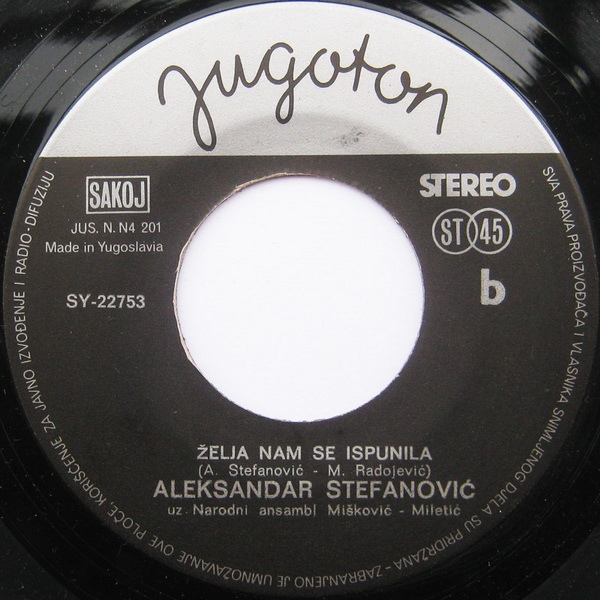 jugoton
SAKOJ
JUS. N. N4 201
Made in Yugoslavia
STEREO
ST 45
SY-22753
b
ŽELJA NAM SE ISPUNILA
(A. Stefanović - M. Radojević)
ALEKSANDAR STEFANOVIĆ
uz Narodni ansambl Mišković - Miletić
SVA PRAVA PROIZVOĐAČA I VLASNIKA SNIMLJENOG DJELA SU PRIDRŽANA - ZABRANJENO JE UMNOŽAVANJE OVE PLOČE, KORIŠĆENJE ZA JAVNO IZVOĐENJE I RADIO-DIFUZIJU